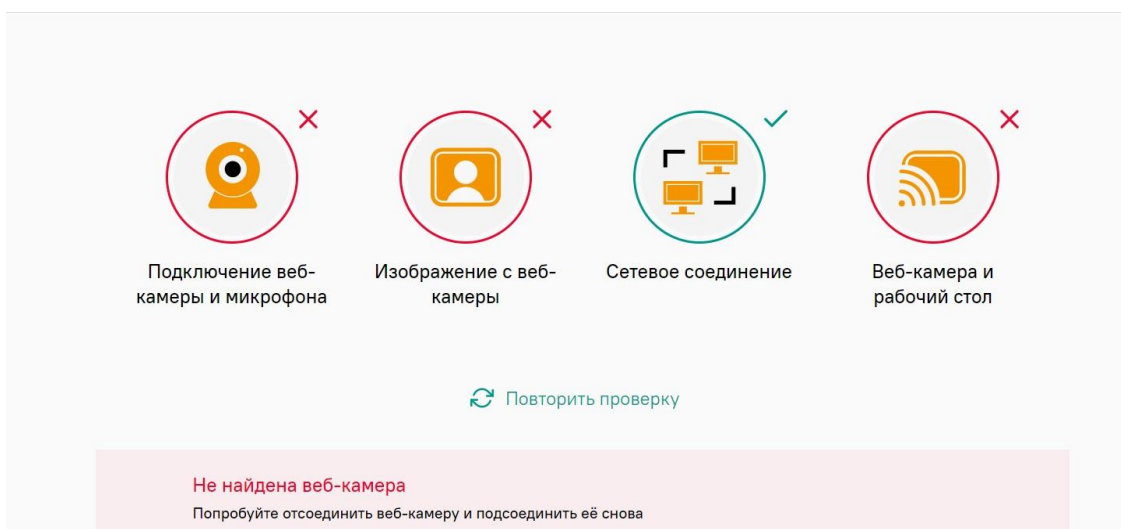 Подключение веб-
камеры и микрофона
Изображение с веб-
камеры
Сетевое соединение
Веб-камера и
рабочий стол
Повторить проверку
Не найдена веб-камера
Попробуйте отсоединить веб-камеру и подсоединить её снова